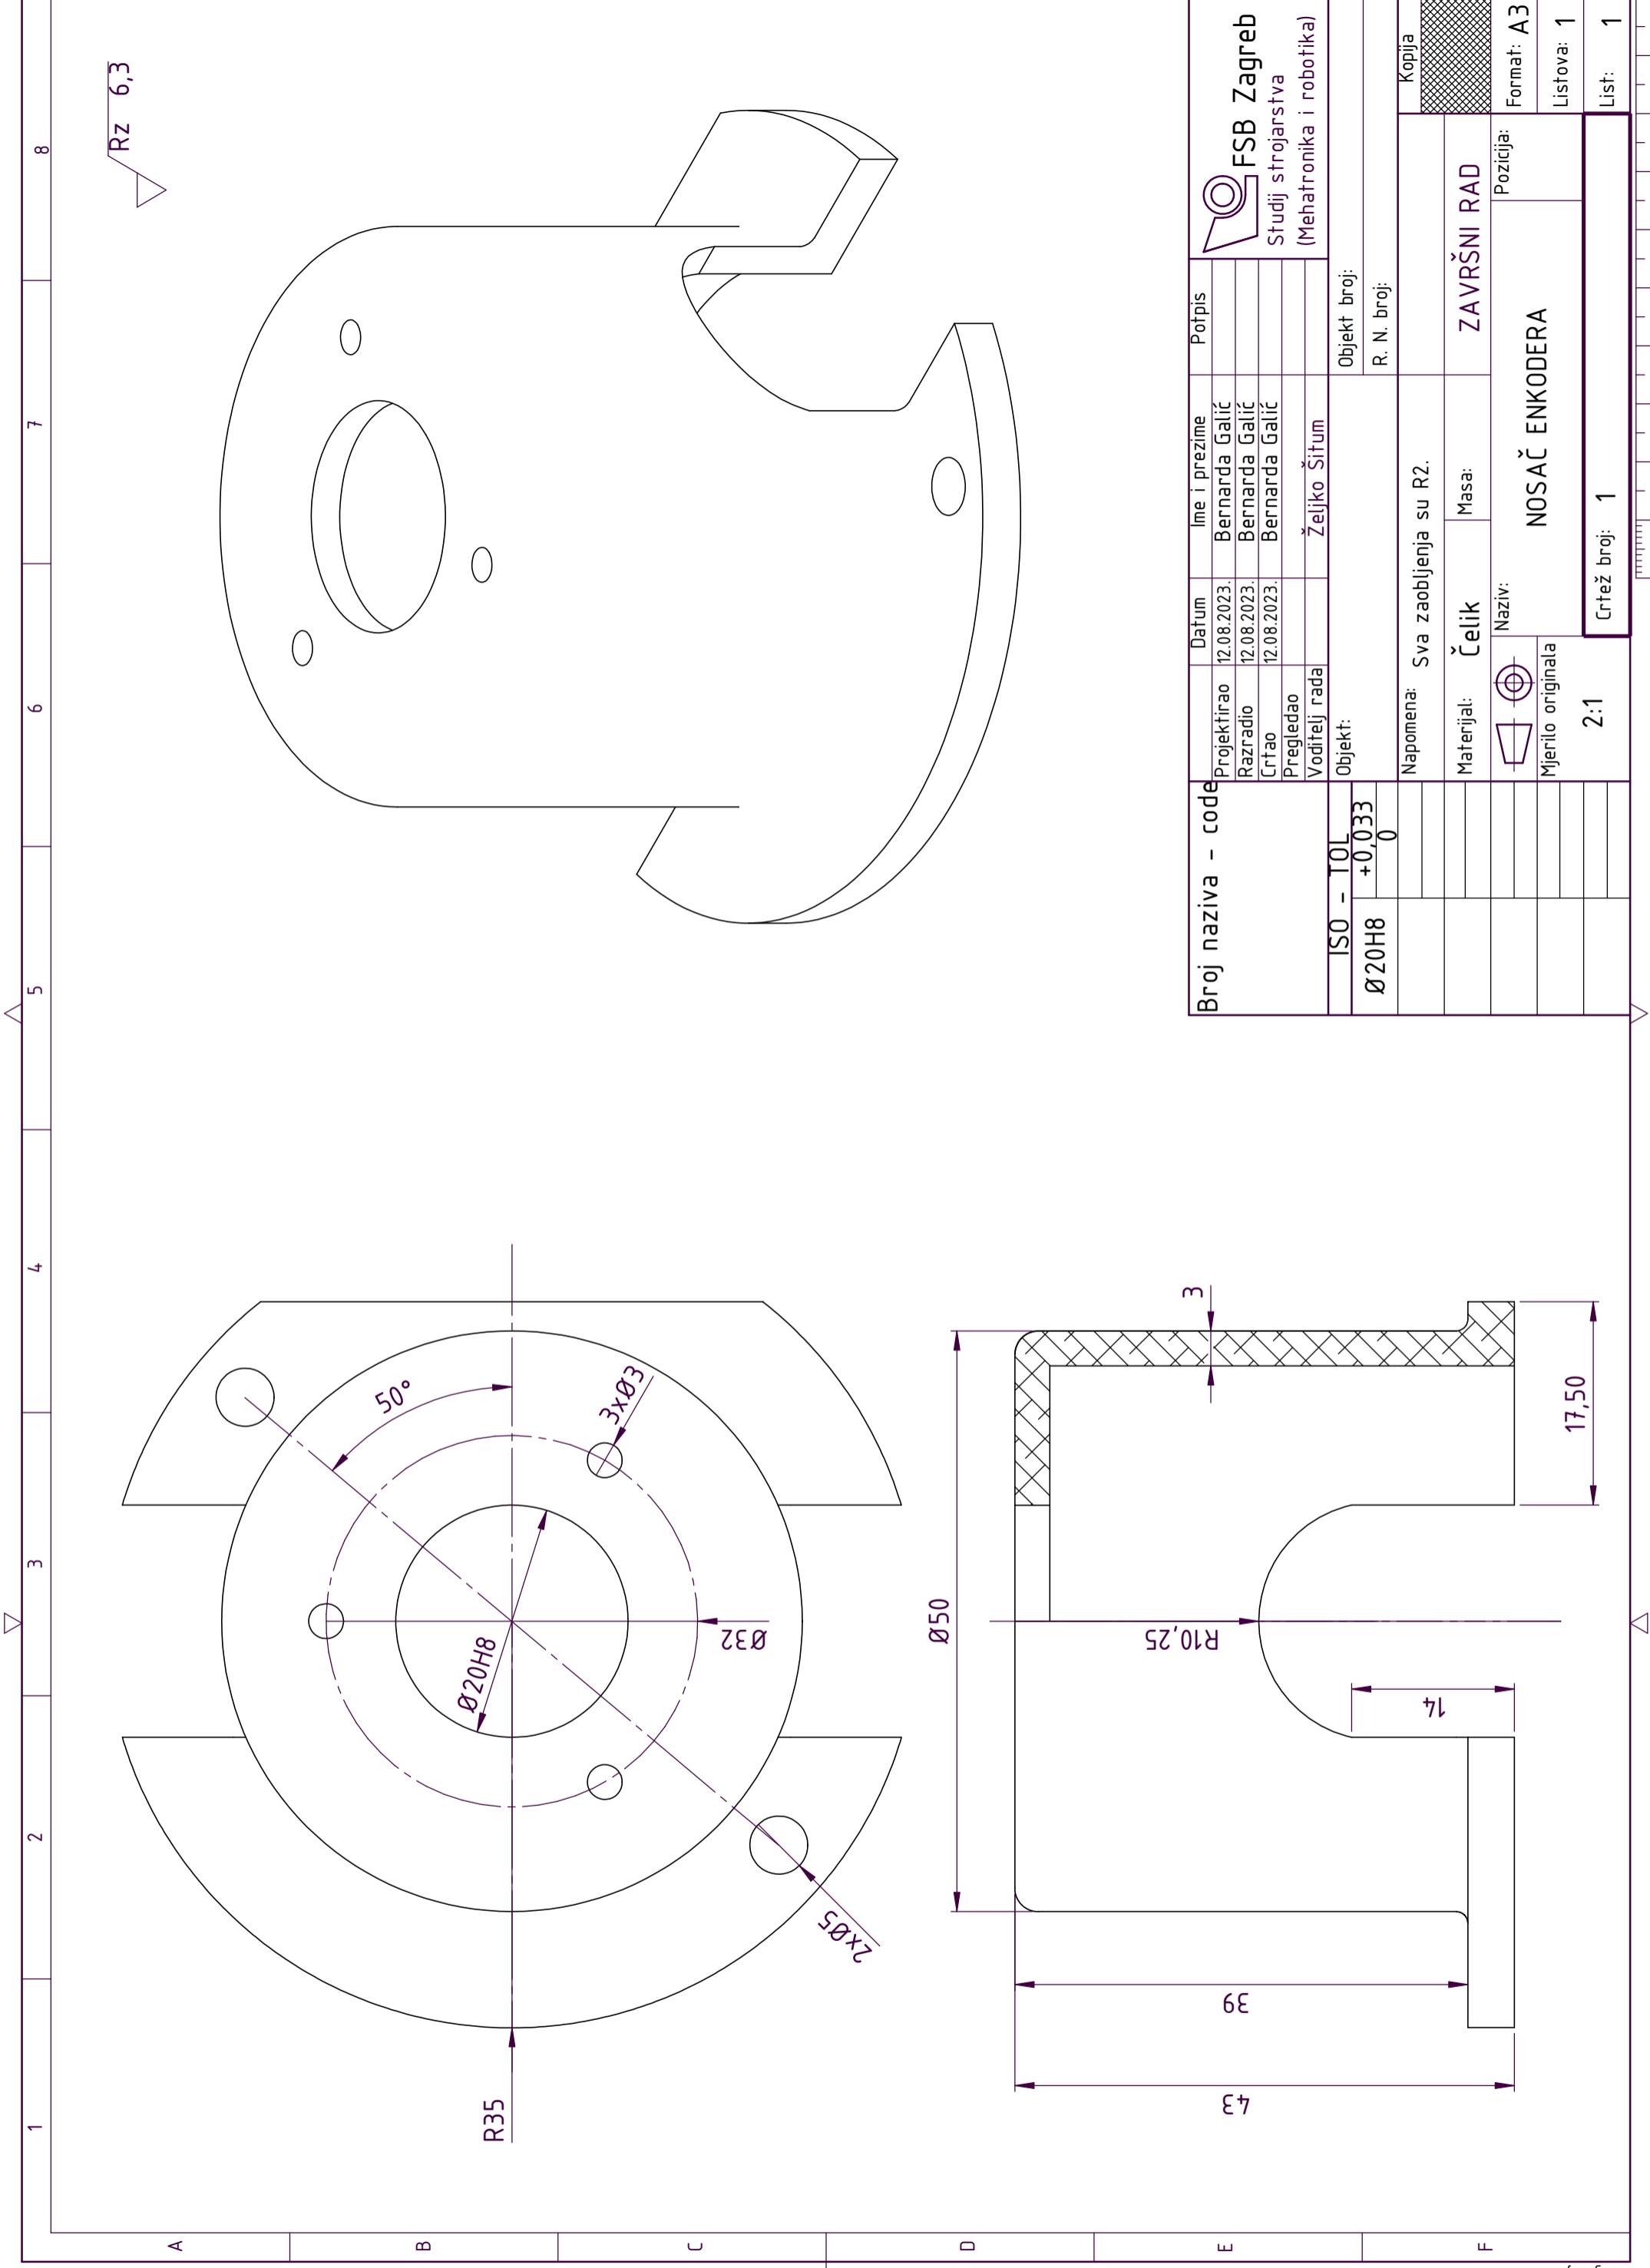 1 2 3 4 5 6 7 8
A
B
C
D
E
F
Rz 6,3
50°
3xØ3
Ø20H8
Ø32
2xØ5
R35
Ø50
3
R10,25
14
17,50
39
43
Broj naziva - code
ISO - TOL
Ø20H8 +0,033
0
Datum Ime i prezime Potpis
Projektirao 12.08.2023. Bernarda Galić
Razradio 12.08.2023. Bernarda Galić
Crtao 12.08.2023. Bernarda Galić
Pregledao
Voditelj rada Željko Šitum
FSB Zagreb
Studij strojarstva
(Mehatronika i robotika)
Objekt: Objekt broj:
R. N. broj:
Napomena: Sva zaobljenja su R2.
Kopija
Materijal: Čelik Masa: ZAVRŠNI RAD
Naziv: NOSAČ ENKODERA
Pozicija:
Format: A3
Mjerilo originala
2:1
Listova: 1
Crtež broj: 1
List: 1